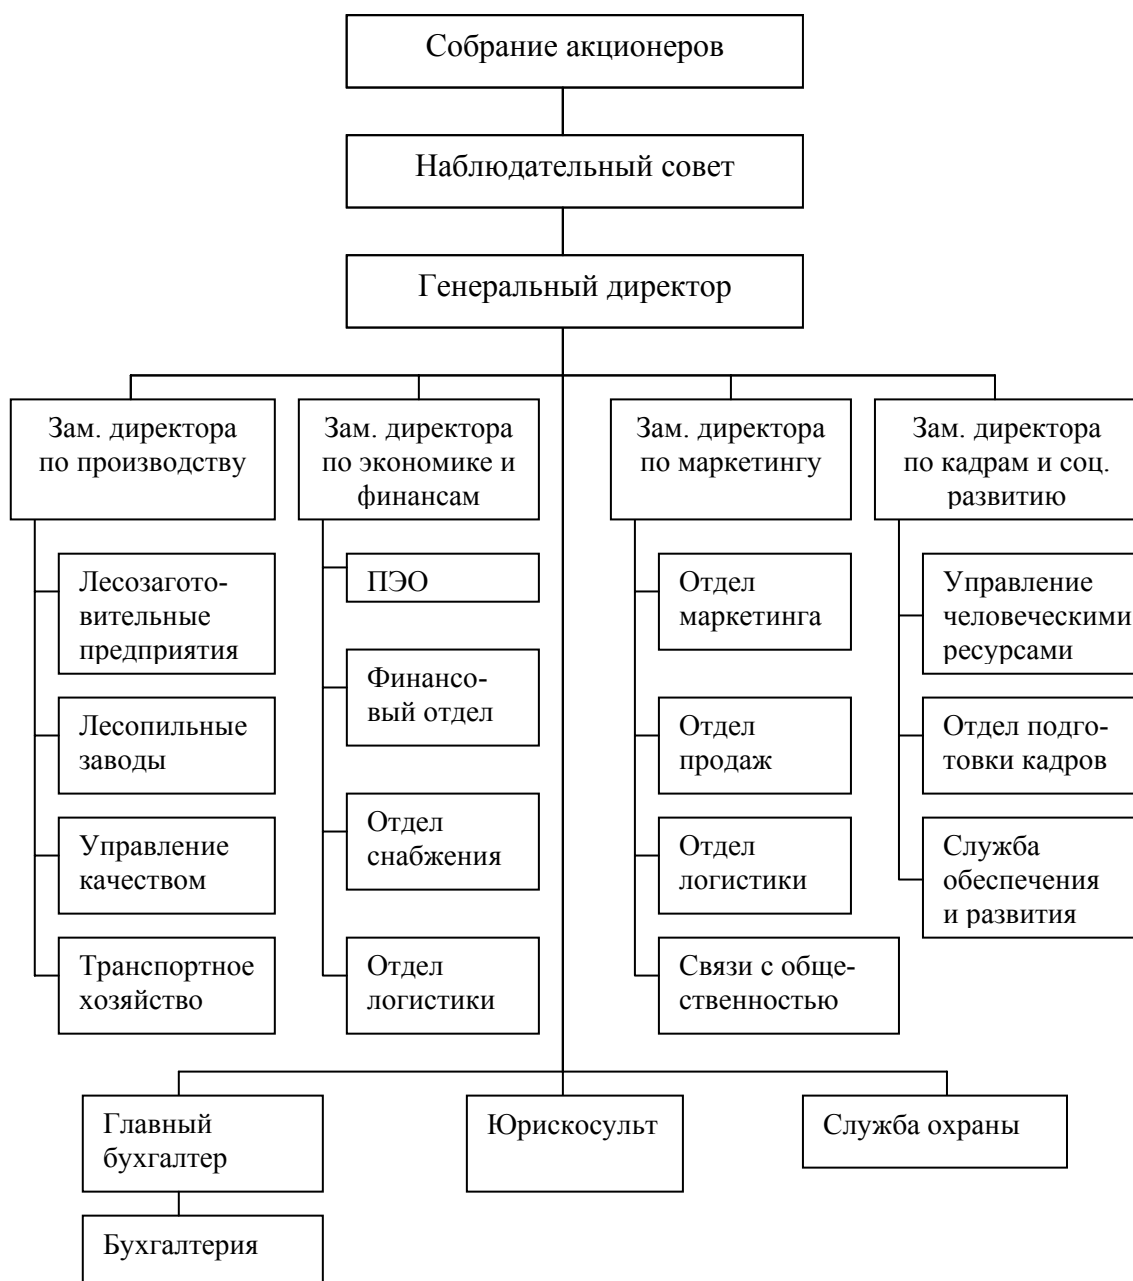 Собрание акционеров
Наблюдательный совет
Генеральный директор
Зам. директора
по производству
Зам. директора
по экономике и
финансам
Зам. директора
по маркетингу
Зам. директора
по кадрам и соц.
развитию
Лесозагото-
вительные
предприятия
Лесопильные
заводы
Управление
качеством
Транспортное
хозяйство
ПЭО
Финансо-
вый отдел
Отдел
снабжения
Отдел
логистики
Отдел
маркетинга
Отдел
продаж
Отдел
логистики
Связи с обще-
ственностью
Управление
человеческими
ресурсами
Отдел подго-
товки кадров
Служба
обеспечения
и развития
Главный
бухгалтер
Бухгалтерия
Юрискосульт
Служба охраны